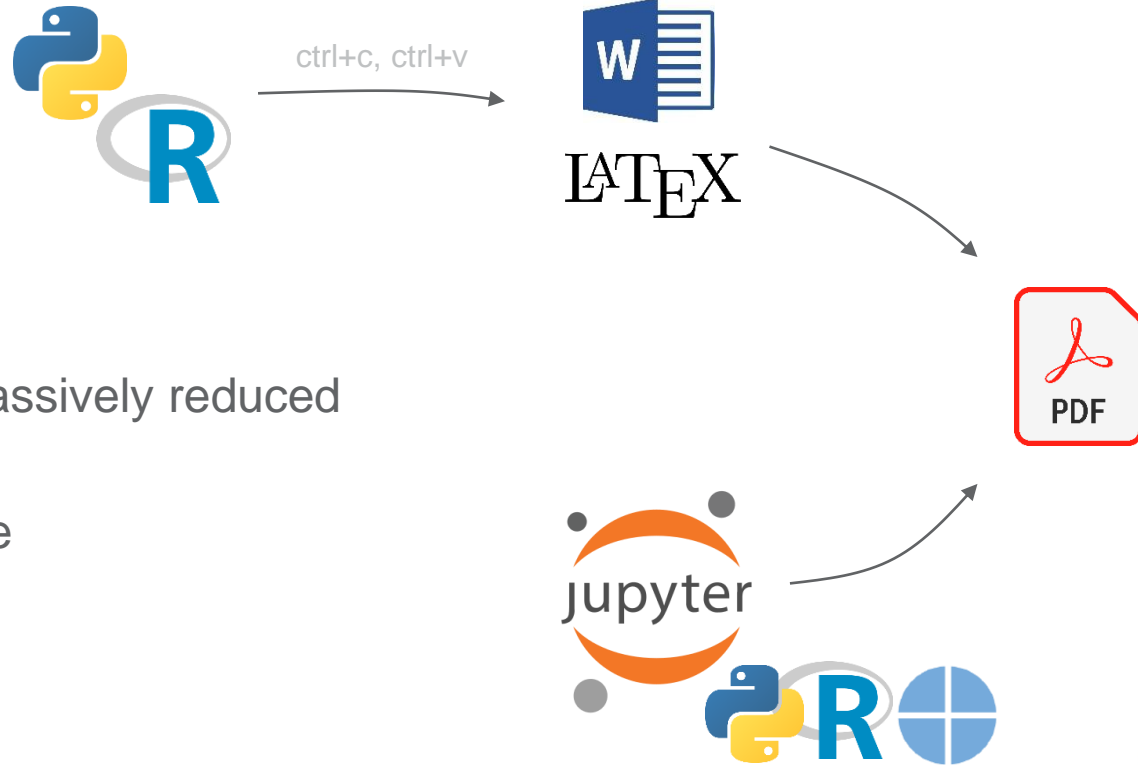 ctrl+c, ctrl+v
W
LATEX
R
PDF
assively reduced
e
jupyter
R